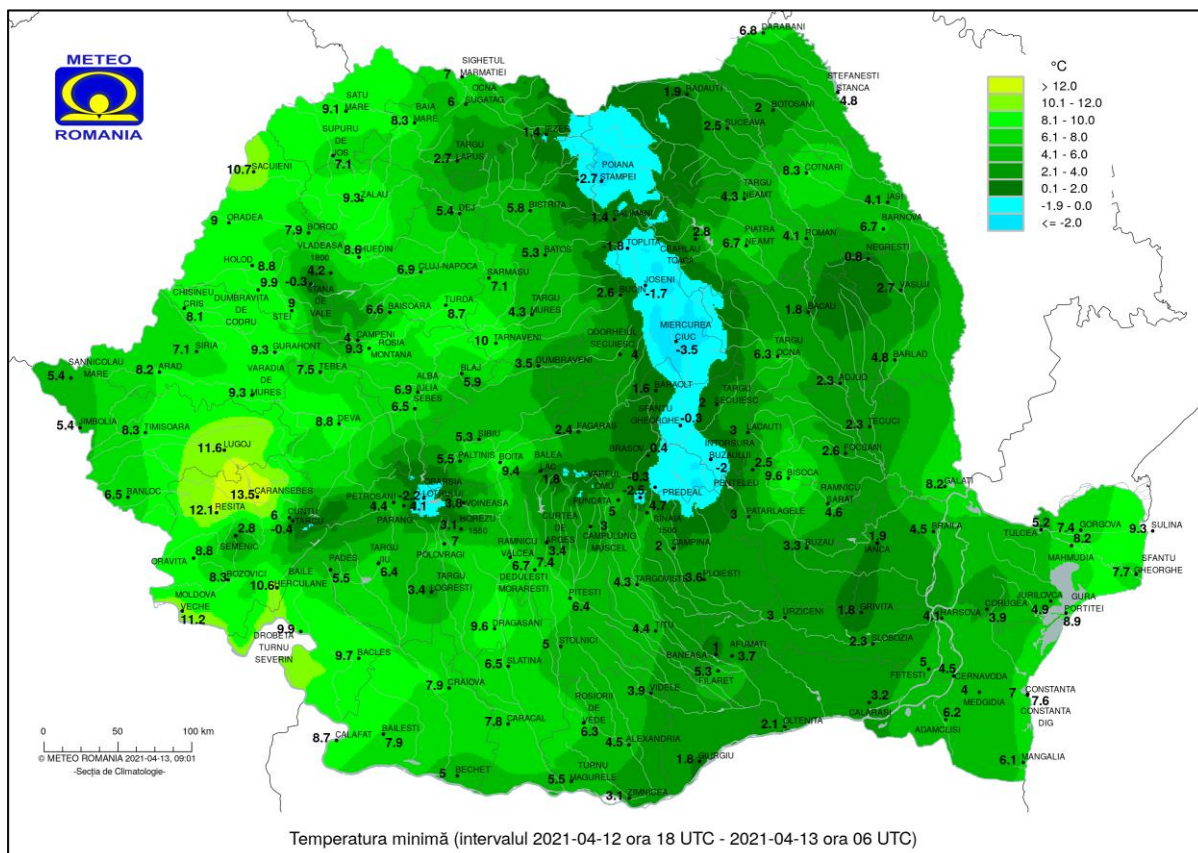 METEO
ROMANIA
°C
> 12.0
10.1 - 12.0
8.1 - 10.0
6.1 - 8.0
4.1 - 6.0
2.1 - 4.0
0.1 - 2.0
-1.9 - 0.0
<= -2.0
6.8 DARABANI
SIGHETUL
MARMATIEI
7
OCNA
SUGATAG
6
SATU
MARE
9.1
BAIA
MARE
8.3
1.9 RADAUTI
STEFANESTI
STANCA
4.8
2 BOTOSANI
2.5 SUCEAVA
1.4 IEZER
SUPURU
DE
JOS
7.1
TARGU
LAPUS
2.7
POIANA
STAMPEI
-2.7
8.3 COTNARI
10.7 SACUIENI
9.3 ZALAU
TARGU
NEAMT
4.3
4.1 IASI
9 ORADEA
5.4 DEJ
5.8 BISTRITA
1.4 CALIMANI
BARNOVA
6.7
7.9 BOROD
VLADEASA
1800
4.2
8.6 HUEDIN
2.8
CEAHLAU
TOACA
PIATRA
NEAMT
6.7
4.1 ROMAN
NEGRESTI
0.8
HOLOD 8.8
5.3 BATOS
-1.8 TOPLITA
6.9 CLUJ-NAPOCA
SARMASU
7.1
JOSENI
-1.7
2.6 BUCIN
2.7 VASLUI
9.9
DUMBRAVITA
DE
CODRU
-0.3
STANA
DE
VALE
CHISINEU
CRIS
8.1
9
STEI
6.6 BAISOARA
TURDA
8.7
TARGU
MURES
4.3
1.8 BACAU
MIERCUREA
CIUC
-3.5
ODORHEIUL
SECUIESC
4
7.1 SIRIA
9.3 GURAHONT
4 CAMPENI
9.3
ROSIA
MONTANA
10 TARNAVENI
TARGU
OCNA
6.3
4.8 BARLAD
SANNICOLAU
MARE
5.4
8.2 ARAD
7.5 TEBEA
3.5 DUMBRAVENI
BLAJ
5.9
2.3 ADJUD
VARADIA
DE
MURES
9.3
ALBA
IULIA
6.9
6.5 SEBES
1.6 BARAOLT
TARGU
SECUIESC
2
SFANTU
GHEORGHE
-0.3
5.4 JIMBOLIA
8.3 TIMISOARA
8.8 DEVA
5.3 SIBIU
2.4 FAGARAS
3 LACAUTI
2.3 TECUCI
11.6 LUGOJ
BRASOV
0.4
INTORSURA
BUZAULUI
-2
2.5
PENTELEU
2.6 FOCSANI
5.5 PALTINIS
BOITA
9.4
BALEA
LAC
1.8
VARFUL
OMU
-0.3
-2.5
PREDEAL
9.6 BISOCA
8.2 GALATI
6.5 BANLOC
13.5 CARANSEBES
RESITA
12.1
PETROSANI
4.4
-2.2
OBARSIA
LOTRULUI
4.1
PARANG
3.8 VOINEASA
FUNDATA
5
4.7
SINAIA
1500
RAMNICU
SARAT
4.6
3 PATARLAGELE
6
CUNTU
-0.4 TARCU
2.8
SEMENIC
3.1
HOREZU
1550
7
POLOVRAGI
CURTEA
DE
ARGES
3.4
3
CAMPULUNG
MUSCEL
2 CAMPINA
3.3 BUZAU
1.9
IANCA
4.5 BRAILA
5.2
TULCEA
7.4 GORGOVA
8.2
MAHMUDIA
9.3 SULINA
8.8
ORAVITA
PADES
5.5
TARGU
JIU
6.4
RAMNICU
VALCEA
6.7
7.4
DEDULESTI
MORARESTI
SFANTU
GHEORGHE
7.7
8.3 BOZOVICI
BAILE
HERCULANE
10.6
TARGU
LOGRESTI
3.4
4.3 TARGOVISTE
3.6 PLOIESTI
JURILOVCA
4.9
GURA
PORTITEI
8.9
MOLDOVA
VECHE
11.2
PITESTI
6.4
3 URZICENI
1.8 GRIVITA
4.1 HARSOVA
CORUGEA
3.9
9.9
DROBETA
TURNU
SEVERIN
9.6 DRAGASANI
4.4 TITU
2.3 SLOBOZIA
5 STOLNICI
BANEASA 1
AFUMATI
3.7
5.3
FILARET
9.7 BACLES
6.5 SLATINA
5
FETESTI
4.5
CERNAVODA
7.9 CRAIOVA
ROSIORII
DE
VEDE
6.3
3.9 VIDELE
3.2
CALARASI
4
MEDGIDIA
7 CONSTANTA
7.6
CONSTANTA
DIG
6.2
ADAMCLISI
7.8 CARACAL
2.1 OLTENITA
8.7 CALAFAT
BAILESTI
7.9
4.5 ALEXANDRIA
1.8 GIURGIU
6.1 MANGALIA
5 BECHET
TURNU
MAGURELE
5.5
3.1 ZIMNICEA
0 50 100 km
© METEO ROMANIA 2021-04-13, 09:01
-Secția de Climatologie-
Temperatura minimă (intervalul 2021-04-12 ora 18 UTC - 2021-04-13 ora 06 UTC)